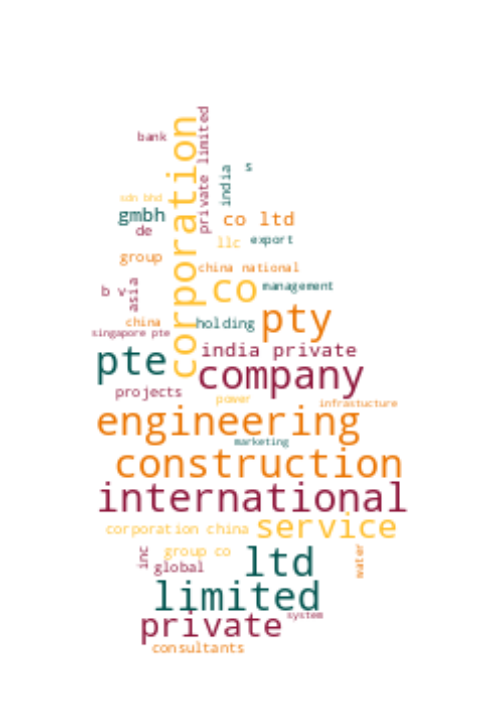 bank
corporation
private limited
india
s
sdn bhd
gmbh
de
co ltd
llc
export
group
china national
b v
asia
co
management
china
holding
pty
singapore pte
pte
india private
company
projects
power
infrastucture
engineering
marketing
construction
international
corporation china
service
inc
group co
global
ltd
water
limited
system
private
consultants